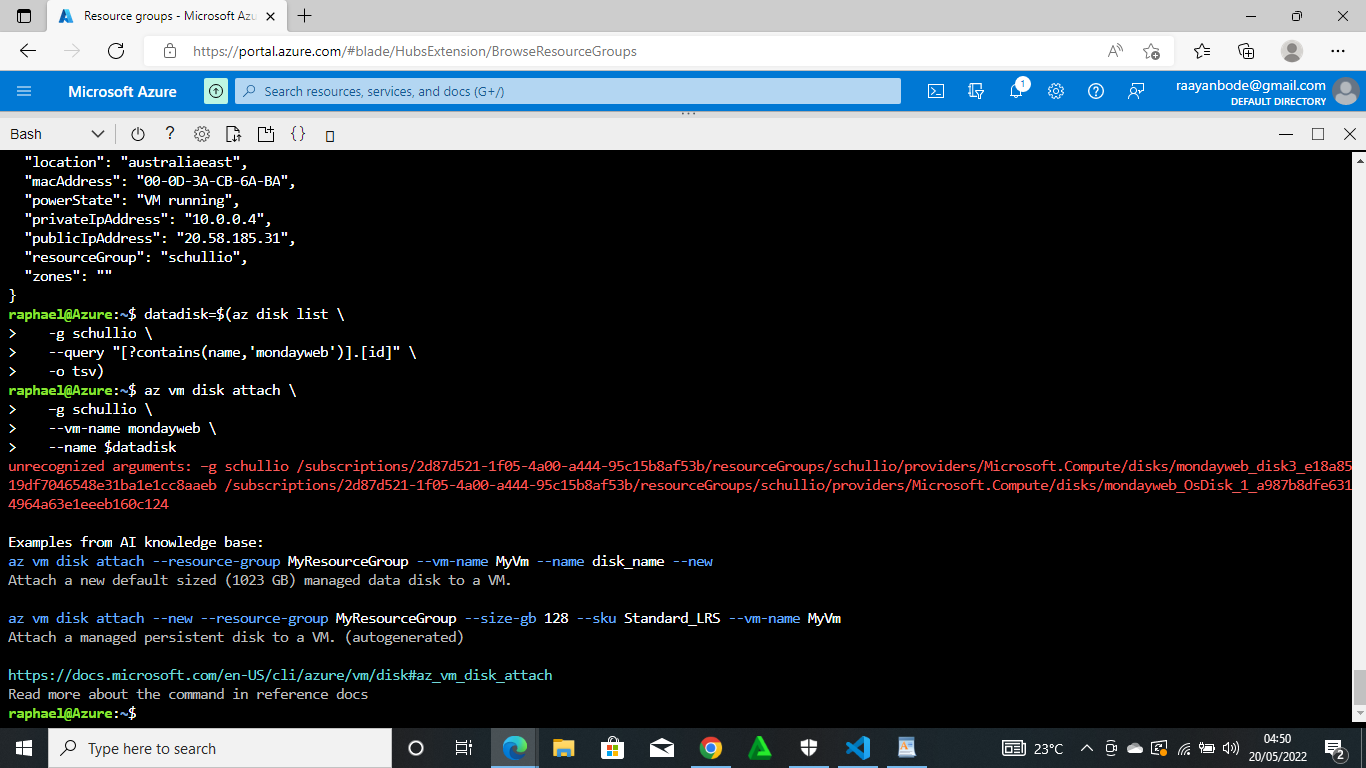 Resource groups - Microsoft Azu
https://portal.azure.com/#blade/HubsExtension/BrowseResourceGroups
Microsoft Azure
Search resources, services, and docs (G+/)
1
raayanbode@gmail.com
DEFAULT DIRECTORY
Bash
"location": "australiaeast",
"macAddress": "00-0D-3A-CB-6A-BA",
"powerState": "VM running",
"privateIpAddress": "10.0.0.4",
"publicIpAddress": "20.58.185.31",
"resourceGroup": "schullio",
"zones": ""
}
raphael@Azure:~$ datadisk=$(az disk list \
>    -g schullio \
>    --query "[?contains(name,'mondayweb')].[id]" \
>    -o tsv)
raphael@Azure:~$ az vm disk attach \
>    –g schullio \
>    --vm-name mondayweb \
>    --name $datadisk
unrecognized arguments: –g schullio /subscriptions/2d87d521-1f05-4a00-a444-95c15b8af53b/resourceGroups/schullio/providers/Microsoft.Compute/disks/mondayweb_disk3_e18a85
19df7046548e31ba1e1cc8aaeb /subscriptions/2d87d521-1f05-4a00-a444-95c15b8af53b/resourceGroups/schullio/providers/Microsoft.Compute/disks/mondayweb_OsDisk_1_a987b8dfe631
4964a63e1eeeb160c124
Examples from AI knowledge base:
az vm disk attach --resource-group MyResourceGroup --vm-name MyVm --name disk_name --new
Attach a new default sized (1023 GB) managed data disk to a VM.
az vm disk attach --new --resource-group MyResourceGroup --size-gb 128 --sku Standard_LRS --vm-name MyVm
Attach a managed persistent disk to a VM. (autogenerated)
https://docs.microsoft.com/en-US/cli/azure/vm/disk#az_vm_disk_attach
Read more about the command in reference docs
raphael@Azure:~$
Type here to search
23°C
04:50
20/05/2022
2